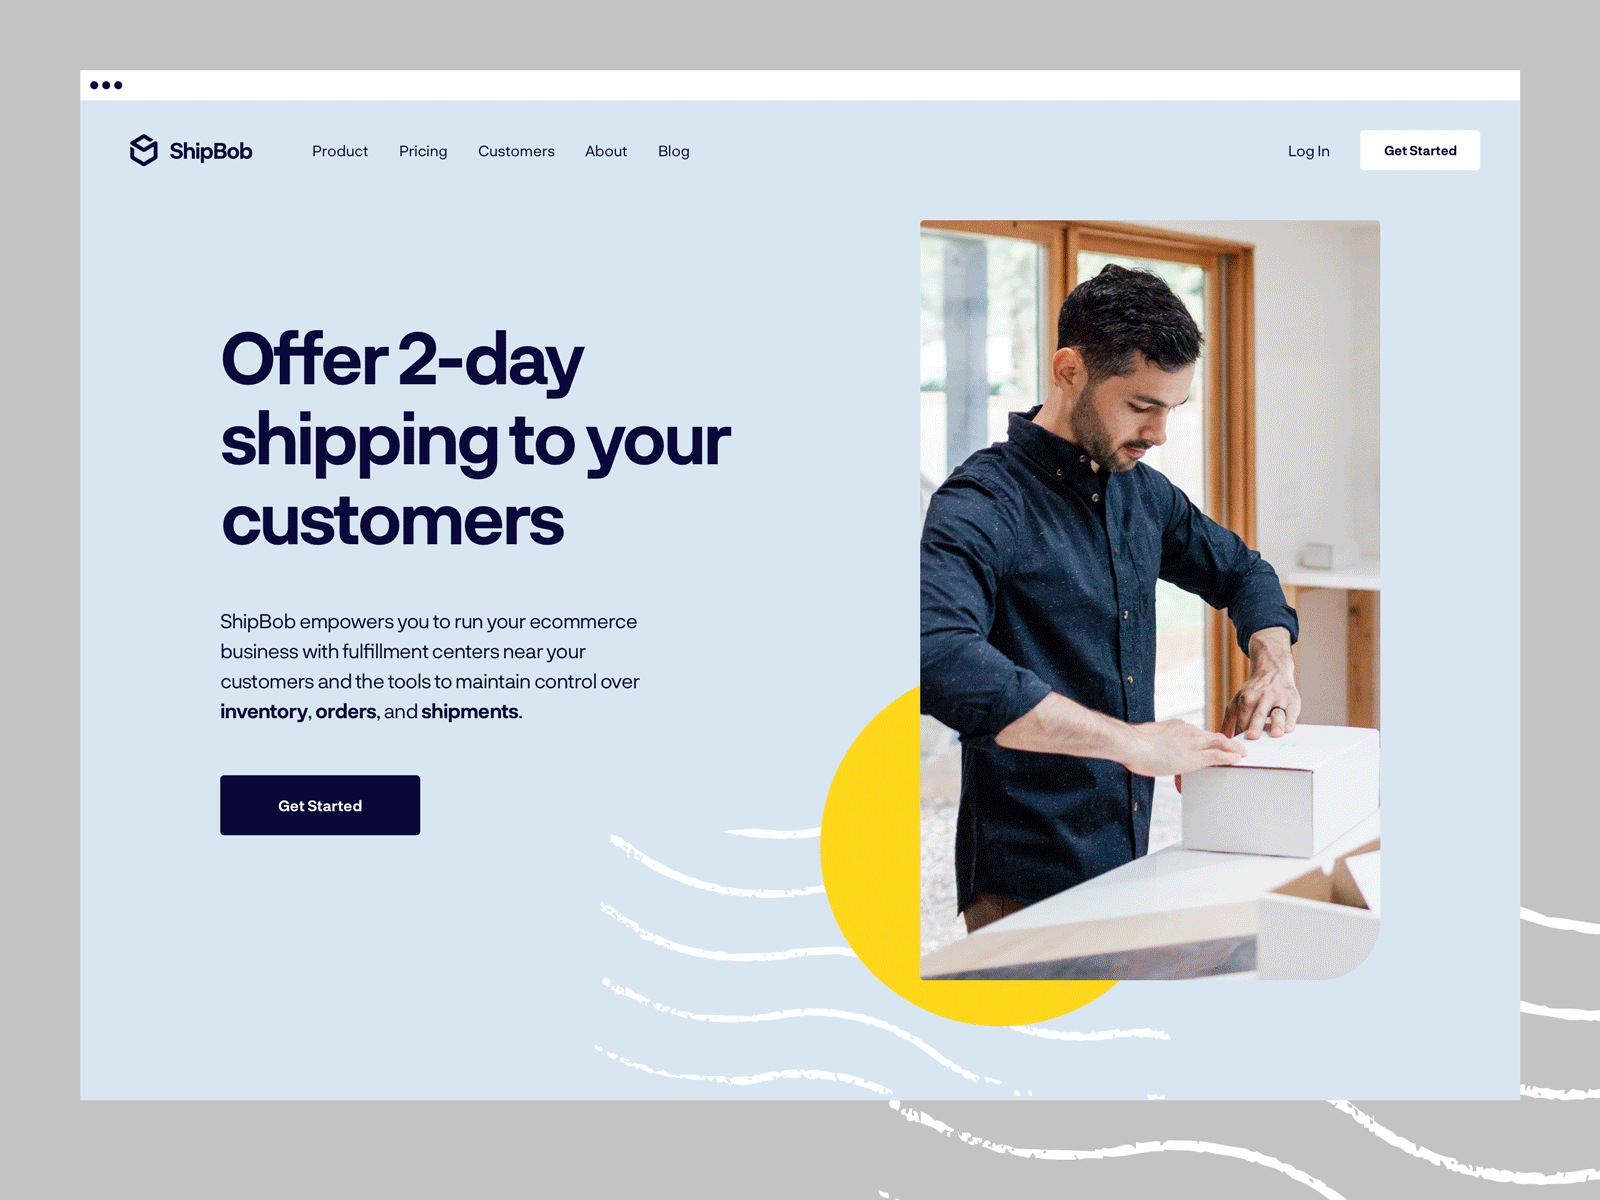 ShipBob
Product
Pricing
Customers
About
Blog
Log In
Get Started
Offer 2-day
shipping to your
customers
ShipBob empowers you to run your ecommerce
business with fulfillment centers near your
customers and the tools to maintain control over
inventory, orders, and shipments.
Get Started